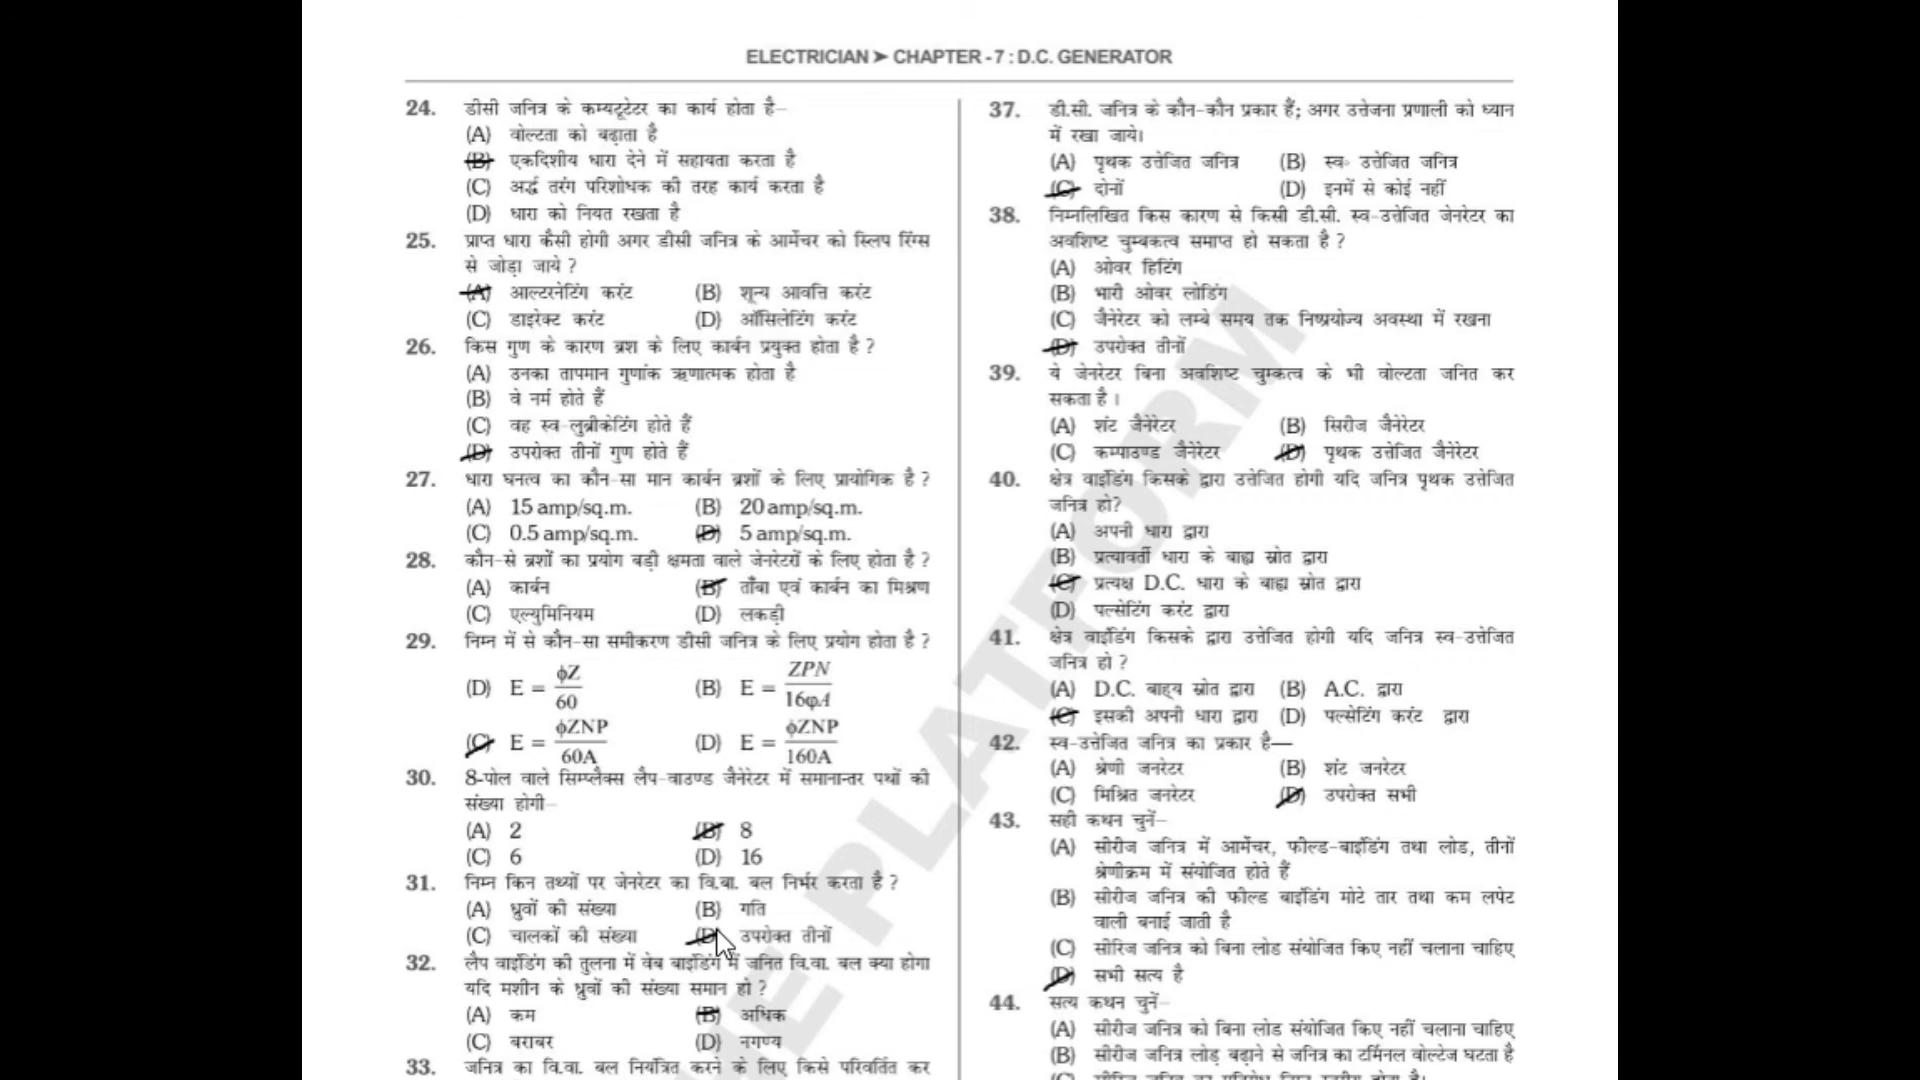 ELECTRICIAN ➤ CHAPTER - 7 : D.C. GENERATOR
24. डीसी जनित्र के कम्यटूटेटर का कार्य होता है–
(A) वोल्टता को बढ़ाता है
(B) एकदिशीय धारा देने में सहायता करता है
(C) अर्द्ध तरंग परिशोधक की तरह कार्य करता है
(D) धारा को नियत रखता है
25. प्राप्त धारा कैसी होगी अगर डीसी जनित्र के आर्मेचर को स्लिप रिंग्स
से जोड़ा जाये ?
(A) आल्टरनेटिंग करंट (B) शून्य आवत्ति करंट
(C) डाइरेक्ट करंट (D) ऑसिलेटिंग करंट
26. किस गुण के कारण ब्रश के लिए कार्बन प्रयुक्त होता है ?
(A) उनका तापमान गुणांक ऋणात्मक होता है
(B) वे नर्म होते हैं
(C) वह स्व-लुब्रीकेटिंग होते हैं
(D) उपरोक्त तीनों गुण होते हैं
27. धारा घनत्व का कौन-सा मान कार्बन ब्रशों के लिए प्रायोगिक है ?
(A) 15 amp/sq.m. (B) 20 amp/sq.m.
(C) 0.5 amp/sq.m. (D) 5 amp/sq.m.
28. कौन-से ब्रशों का प्रयोग बड़ी क्षमता वाले जेनरेटरों के लिए होता है ?
(A) कार्बन (B) ताँबा एवं कार्बन का मिश्रण
(C) एल्युमिनियम (D) लकड़ी
29. निम्न में से कौन-सा समीकरण डीसी जनित्र के लिए प्रयोग होता है ?
(D) E = ϕZ/60 (B) E = ZPN/16φA
(C) E = ϕZNP/60A (D) E = ϕZNP/160A
30. 8-पोल वाले सिम्प्लैक्स लैप-वाउण्ड जैनेरेटर में समानान्तर पथों की
संख्या होगी–
(A) 2 (B) 8
(C) 6 (D) 16
31. निम्न किन तथ्यों पर जेनरेटर का वि.बा. बल निर्भर करता है ?
(A) ध्रुवों की संख्या (B) गति
(C) चालकों की संख्या (D) उपरोक्त तीनों
32. लैप वाइंडिंग की तुलना में वेब बाइंडिंग में जनित वि.वा. बल क्या होगा
यदि मशीन के ध्रुवों की संख्या समान हो ?
(A) कम (B) अधिक
(C) बराबर (D) नगण्य
33. जनित्र का वि.वा. बल नियंत्रित करने के लिए किसे परिवर्तित कर
37. डी.सी. जनित्र के कौन-कौन प्रकार हैं; अगर उत्तेजना प्रणाली को ध्यान
में रखा जाये।
(A) पृथक उत्तेजित जनित्र (B) स्व- उत्तेजित जनित्र
(C) दोनों (D) इनमें से कोई नहीं
38. निम्नलिखित किस कारण से किसी डी.सी. स्व-उत्तेजित जेनरेटर का
अवशिष्ट चुम्बकत्व समाप्त हो सकता है ?
(A) ओवर हिटिंग
(B) भारी ओवर लोडिंग
(C) जैनेरेटर को लम्बे समय तक निष्प्रयोज्य अवस्था में रखना
(D) उपरोक्त तीनों
39. ये जेनरेटर बिना अवशिष्ट चुम्कत्व के भी वोल्टता जनित कर
सकता है ।
(A) शंट जैनेरेटर (B) सिरीज जैनेरेटर
(C) कम्पाउण्ड जैनेरेटर (D) पृथक उत्तेजित जैनेरेटर
40. क्षेत्र वाइंडिंग किसके द्वारा उत्तेजित होगी यदि जनित्र पृथक उत्तेजित
जनित्र हो?
(A) अपनी धारा द्वारा
(B) प्रत्यावर्ती धारा के बाह्य स्रोत द्वारा
(C) प्रत्यक्ष D.C. धारा के बाह्य स्रोत द्वारा
(D) पल्सेटिंग करंट द्वारा
41. क्षेत्र वाइंडिंग किसके द्वारा उत्तेजित होगी यदि जनित्र स्व-उत्तेजित
जनित्र हो ?
(A) D.C. बाह्य स्रोत द्वारा (B) A.C. द्वारा
(C) इसकी अपनी धारा द्वारा (D) पल्सेटिंग करंट द्वारा
42. स्व-उत्तेजित जनित्र का प्रकार है—
(A) श्रेणी जनरेटर (B) शंट जनरेटर
(C) मिश्रित जनरेटर (D) उपरोक्त सभी
43. सही कथन चुनें–
(A) सीरीज जनित्र में आर्मेचर, फील्ड-बाइंडिंग तथा लोड, तीनों
श्रेणीक्रम में संयोजित होते हैं
(B) सीरीज जनित्र की फील्ड बाइंडिंग मोटे तार तथा कम लपेट
वाली बनाई जाती है
(C) सीरिज जनित्र को बिना लोड संयोजित किए नहीं चलाना चाहिए
(D) सभी सत्य है
44. सत्य कथन चुनें–
(A) सीरीज जनित्र को बिना लोड संयोजित किए नहीं चलाना चाहिए
(B) सीरीज जनित्र लोड़ बढ़ाने से जनित्र का टर्मिनल वोल्टेज घटता है
PLATFORM